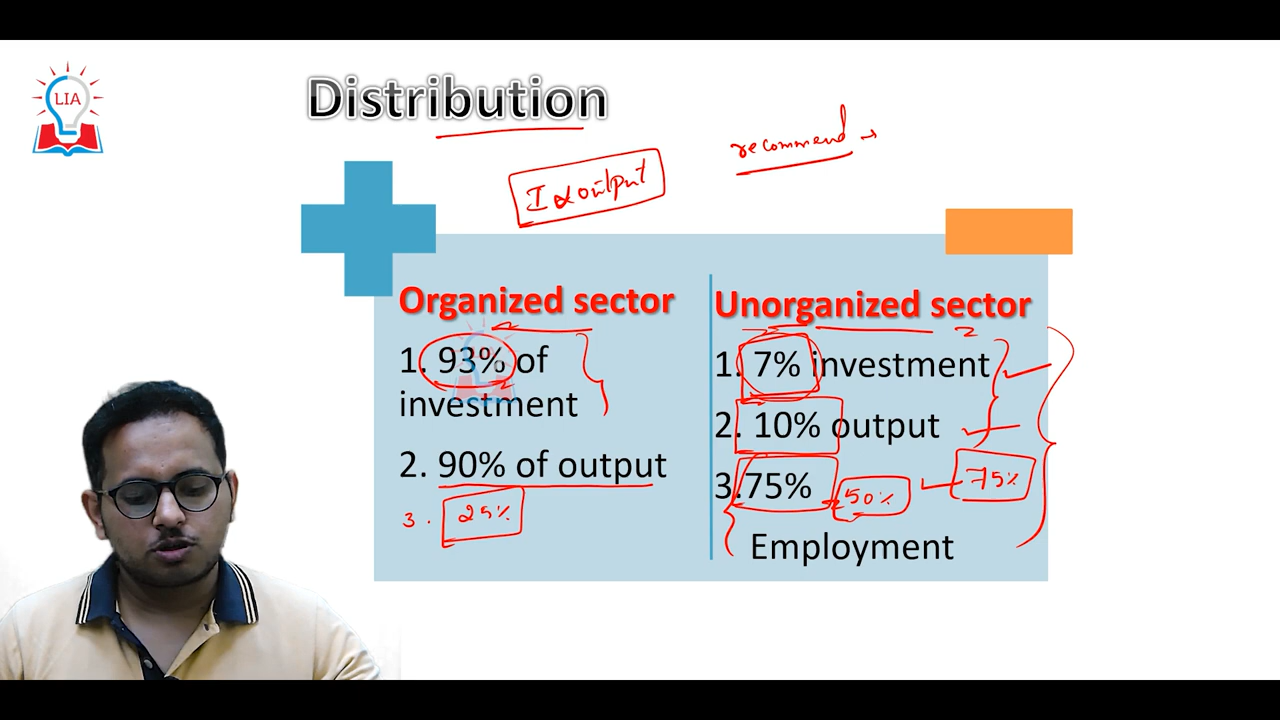 LIA
Distribution
recommend →
I α output
Organized sector
1. 93% of
investment
2. 90% of output
3. 25%
Unorganized sector
1. 7% investment
2. 10% output
3.75% 50% 75%
Employment